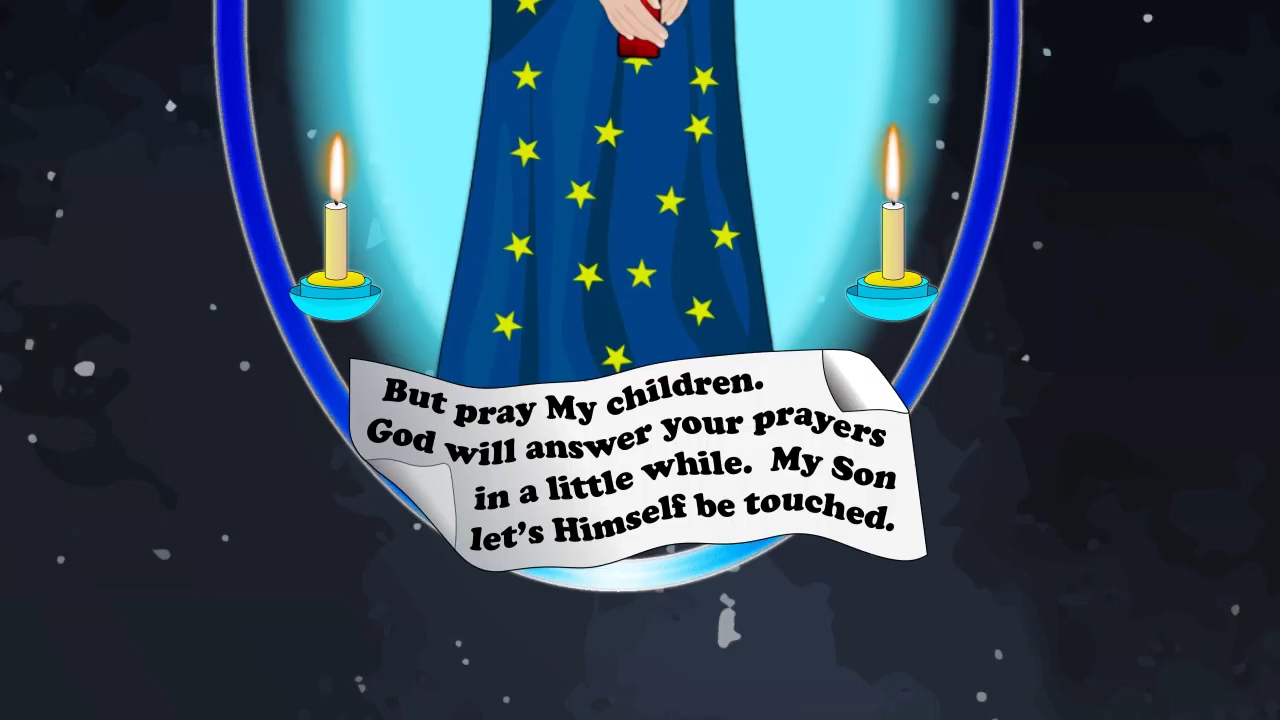 But pray My children.
God will answer your prayers
in a little while.  My Son
let's Himself be touched.